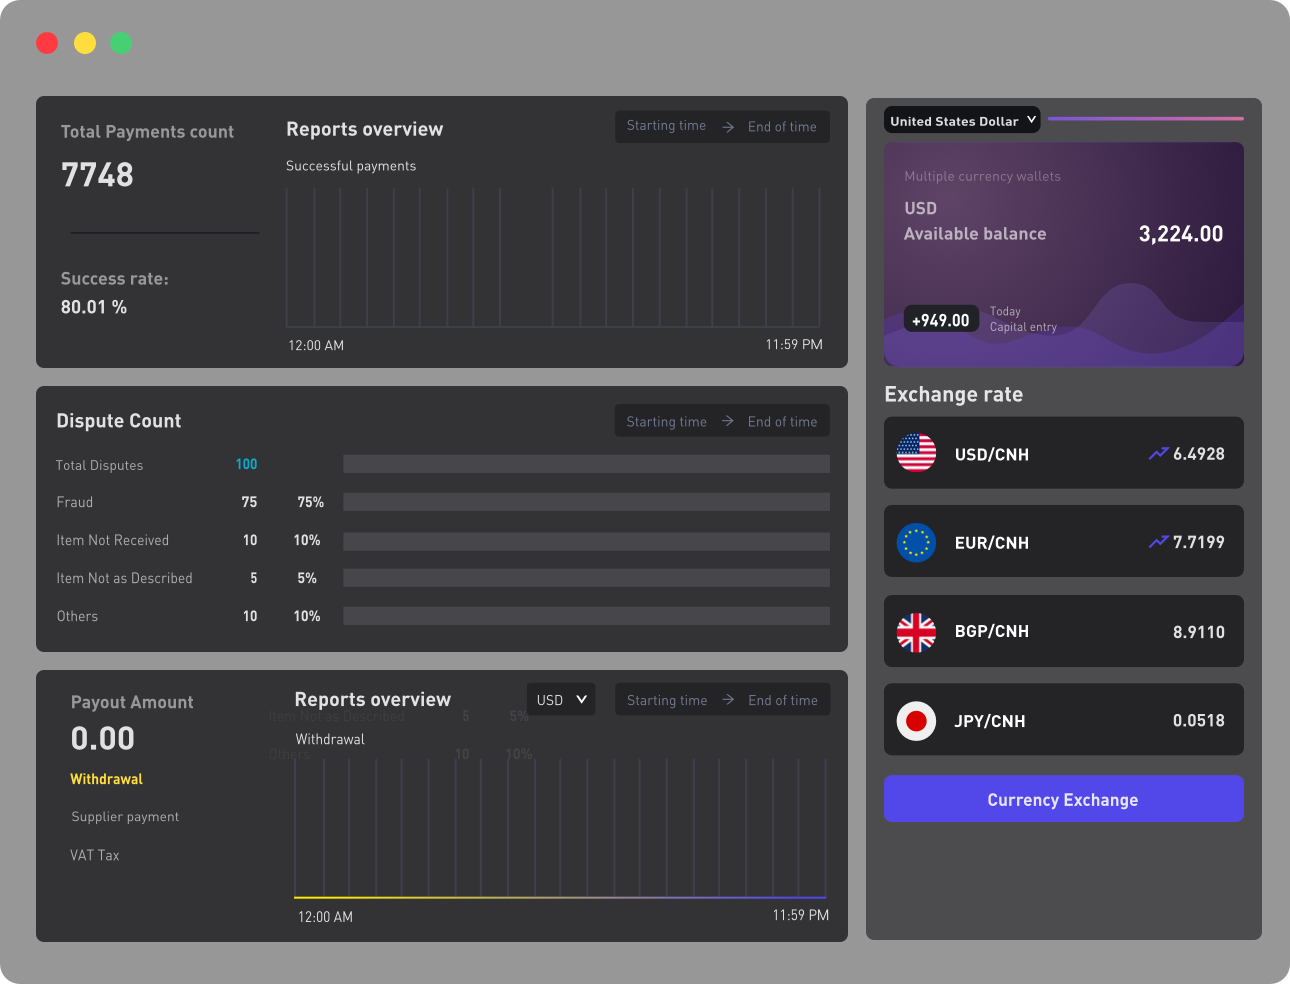 Total Payments count
7748
Success rate:
80.01 %
Reports overview
Starting time → End of time
Successful payments
12:00 AM
11:59 PM
Dispute Count
Starting time → End of time
Total Disputes 100
Fraud 75 75%
Item Not Received 10 10%
Item Not as Described 5 5%
Others 10 10%
Payout Amount
0.00
Withdrawal
Supplier payment
VAT Tax
Reports overview
USD
Starting time → End of time
Item Not as Described 5 5%
Withdrawal
Others 10 10%
12:00 AM
11:59 PM
United States Dollar
Multiple currency wallets
USD
Available balance
3,224.00
+949.00
Today
Capital entry
Exchange rate
USD/CNH 6.4928
EUR/CNH 7.7199
BGP/CNH 8.9110
JPY/CNH 0.0518
Currency Exchange